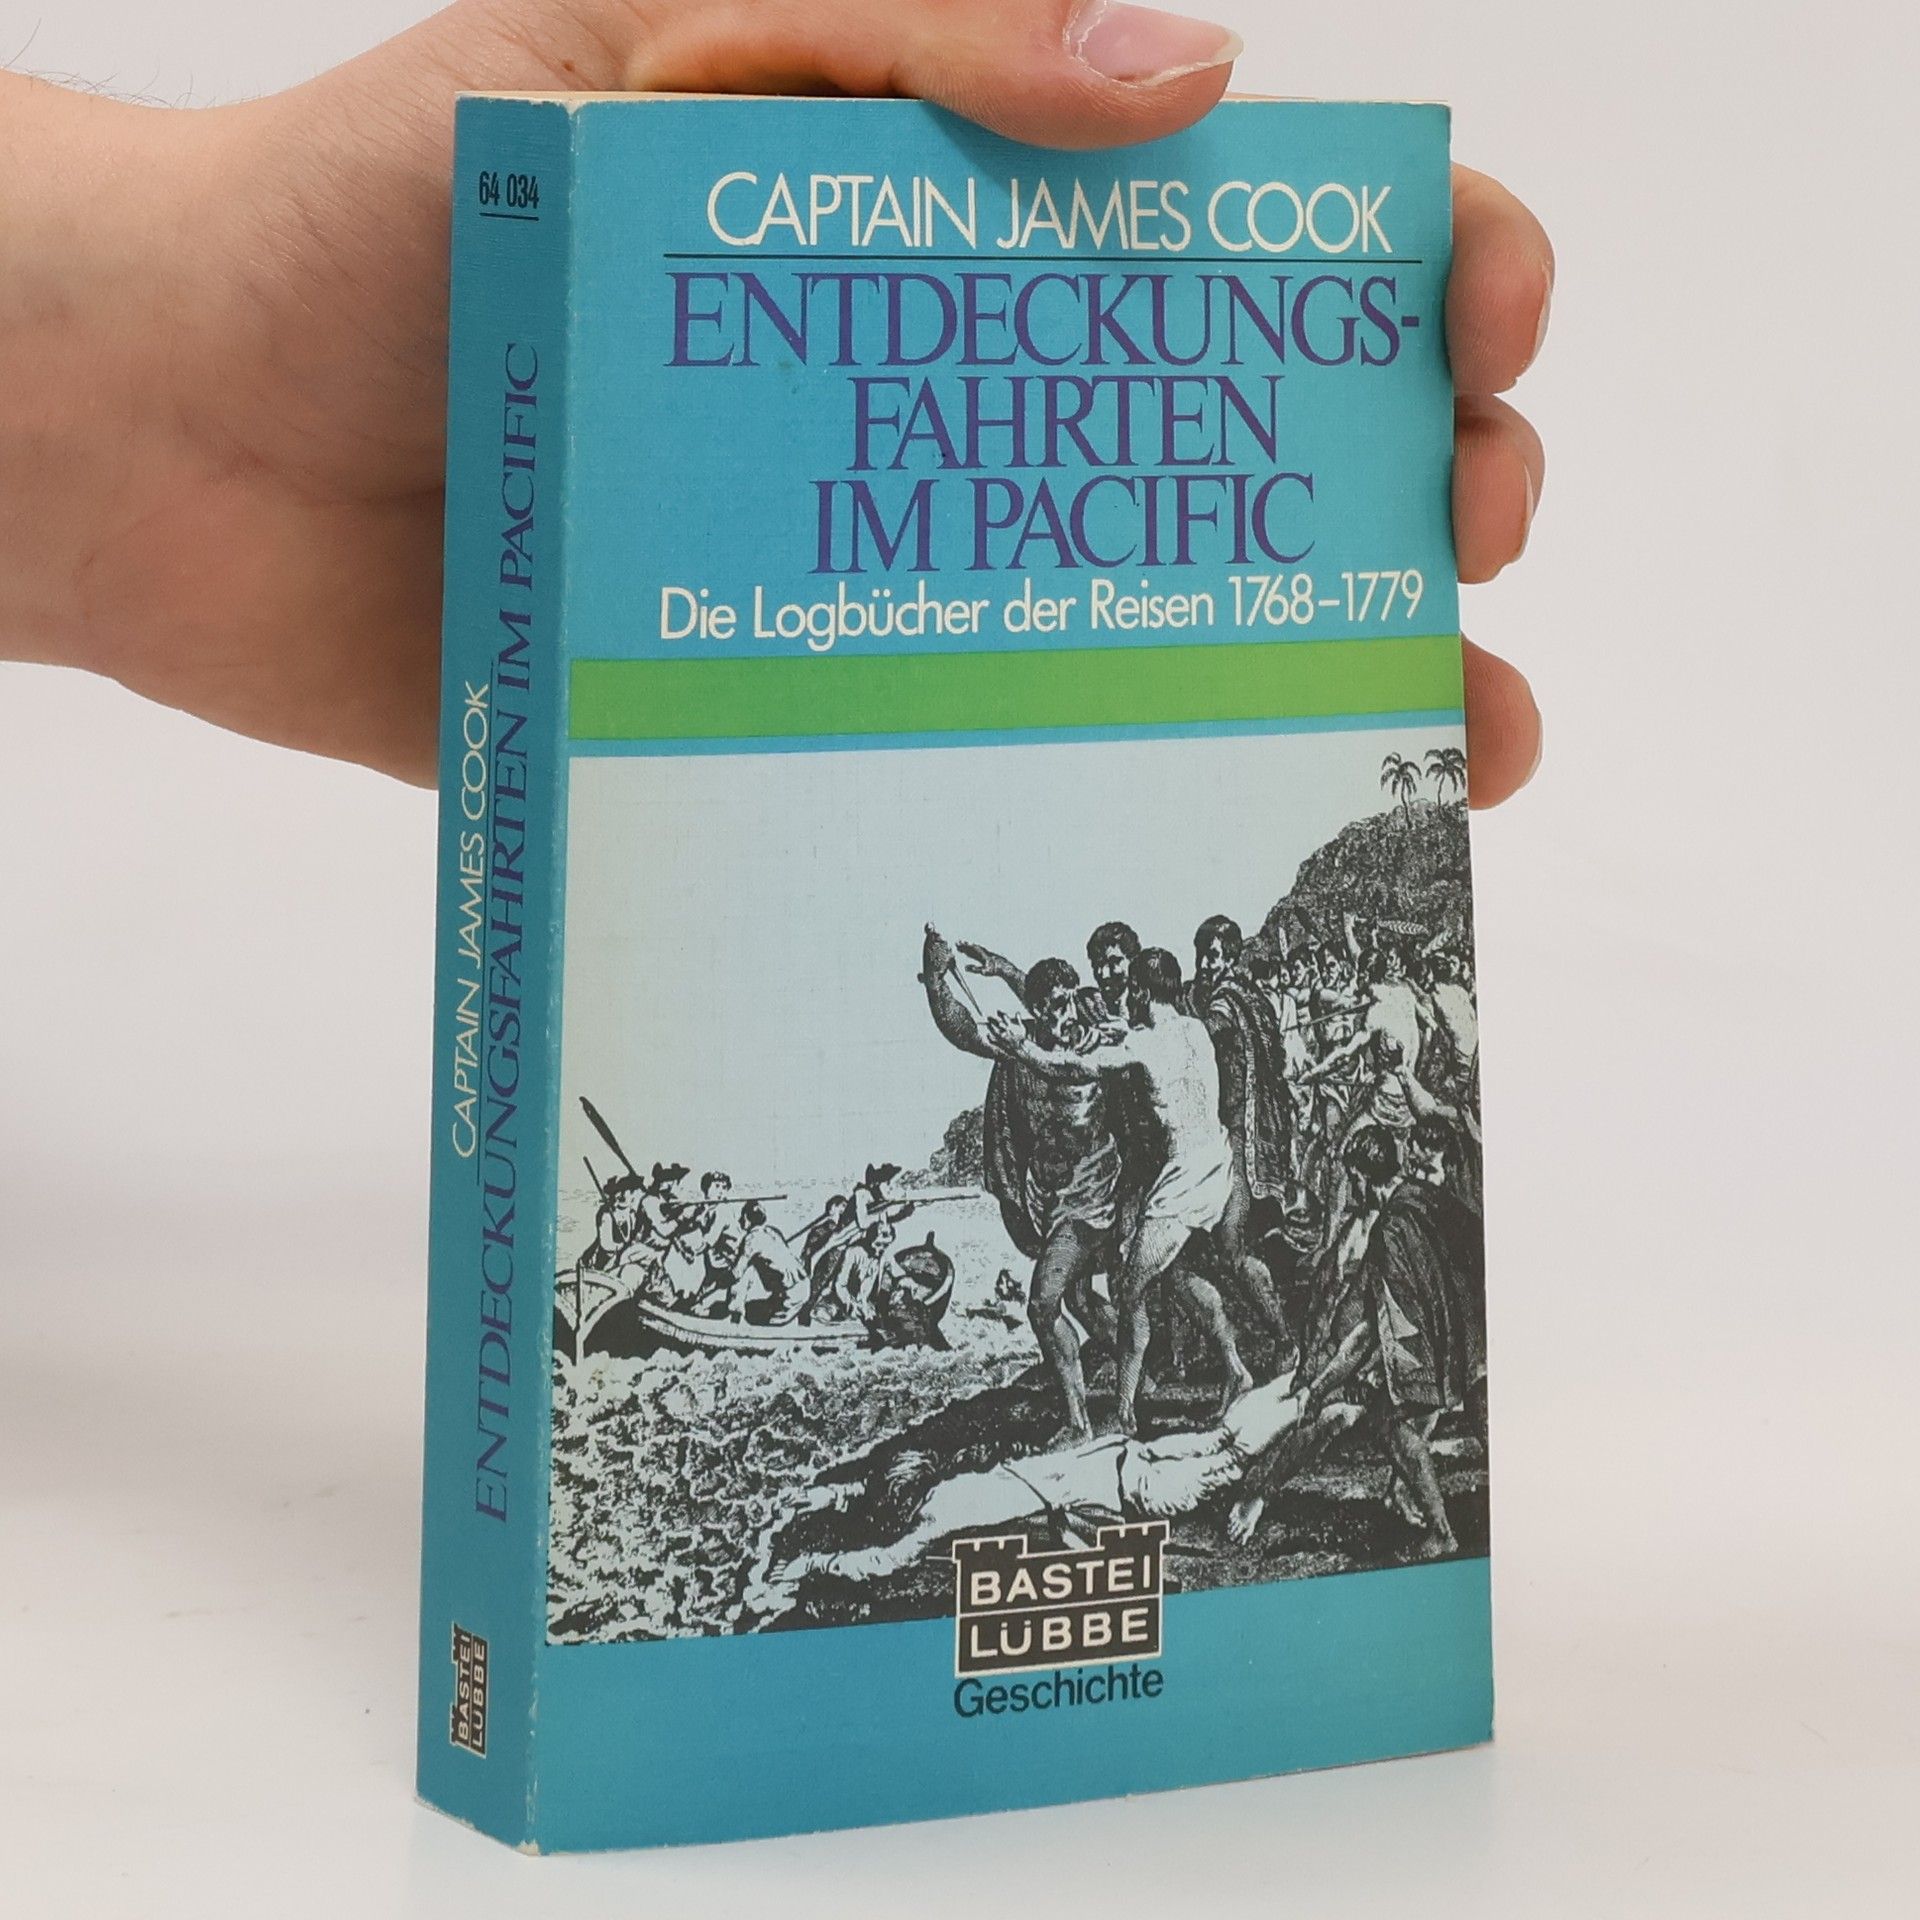 64 034
CAPTAIN JAMES COOK
ENTDECKUNGSFAHRTEN IM PACIFIC
BASTEI
LÜBBE
CAPTAIN JAMES COOK
ENTDECKUNGS-
FAHRTEN
IM PACIFIC
Die Logbücher der Reisen 1768–1779
BASTEI
LÜBBE
Geschichte